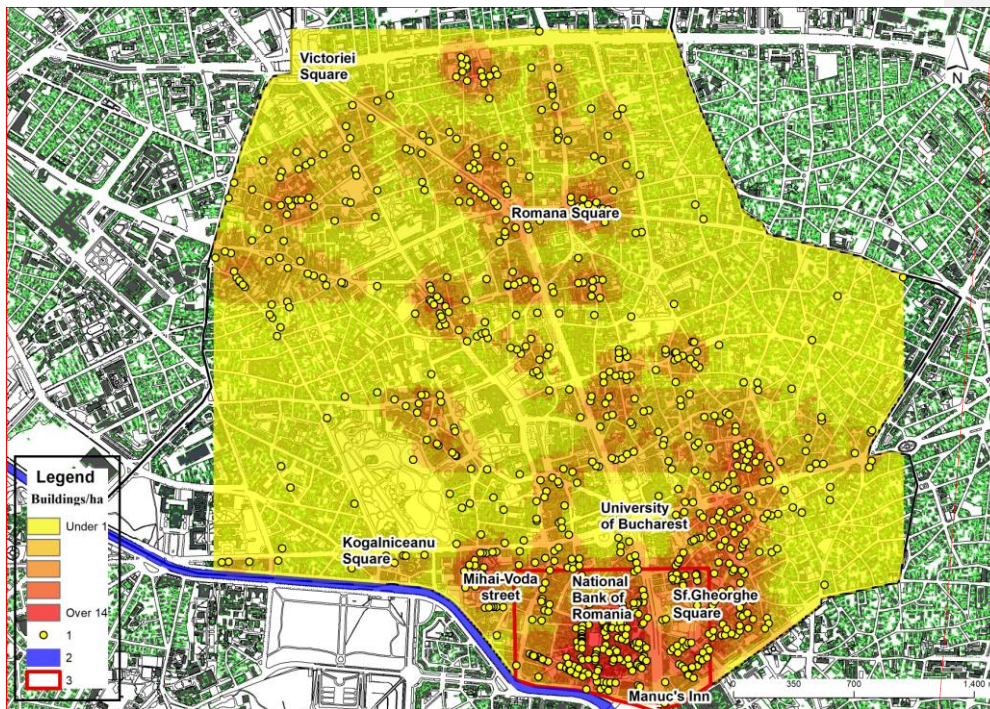 Victoriei
Square
N
Romana Square
University
of Bucharest
Kogalniceanu
Square
Mihai-Voda
street
National
Bank of
Romania
Sf.Gheorghe
Square
Manuc's Inn
Legend
Buildings/ha
Under 1
Over 14
1
2
3
0 350 700 1,400